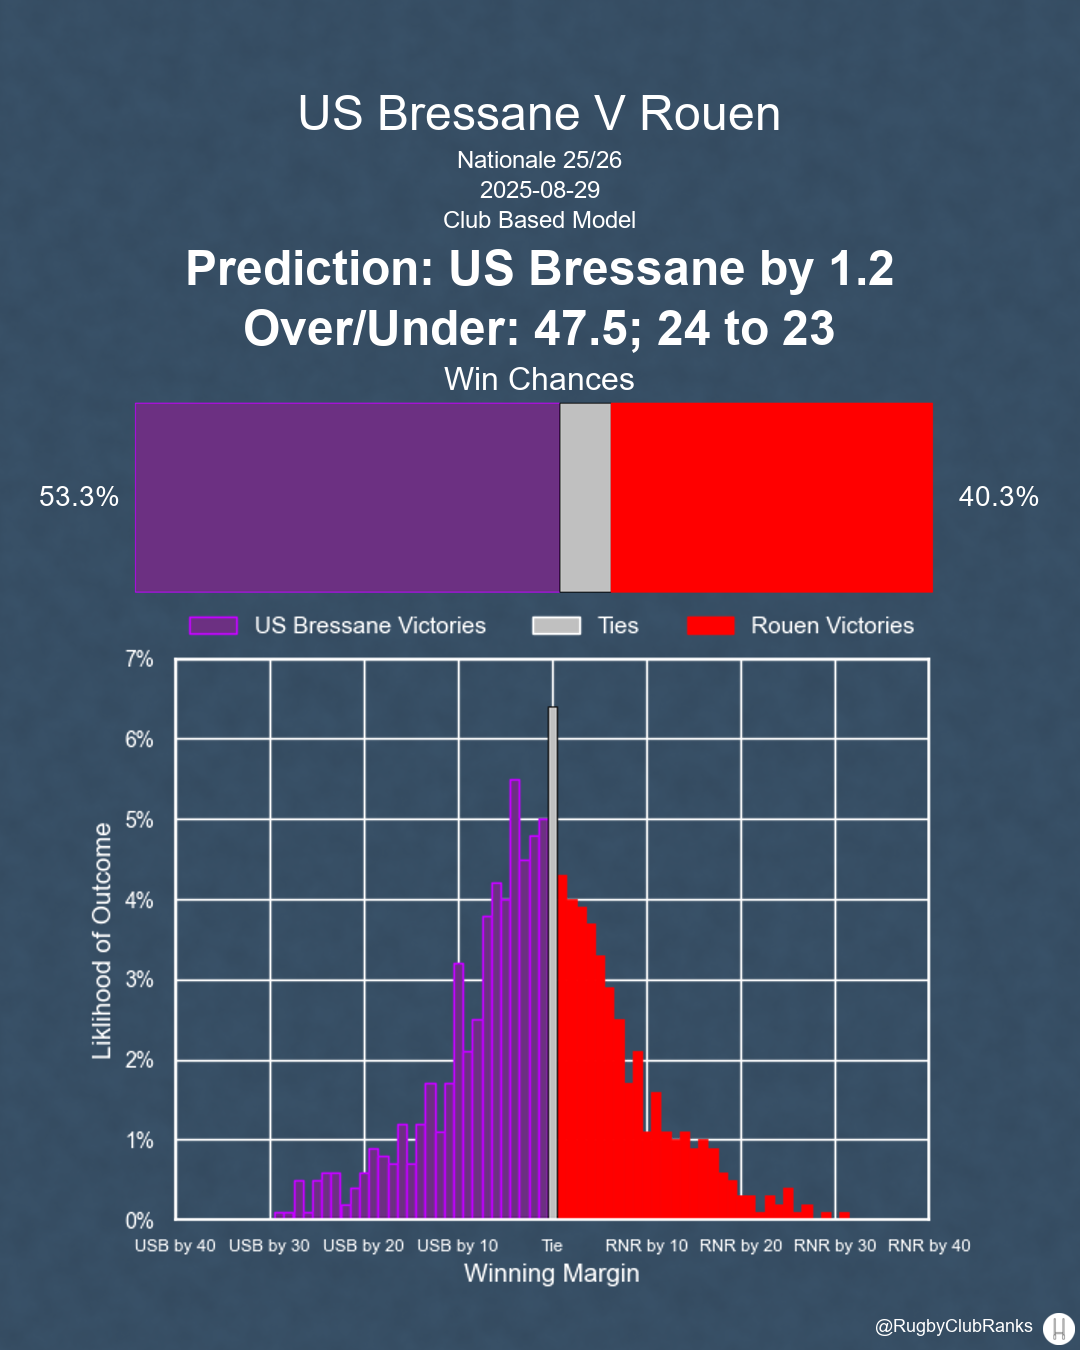 US Bressane V Rouen
Nationale 25/26
2025-08-29
Club Based Model
Prediction: US Bressane by 1.2
Over/Under: 47.5; 24 to 23
Win Chances
53.3%
40.3%
US Bressane Victories
Ties
Rouen Victories
7%
6%
5%
4%
3%
2%
1%
0%
Liklihood of Outcome
USB by 40 USB by 30 USB by 20 USB by 10 Tie RNR by 10 RNR by 20 RNR by 30 RNR by 40
Winning Margin
@RugbyClubRanks